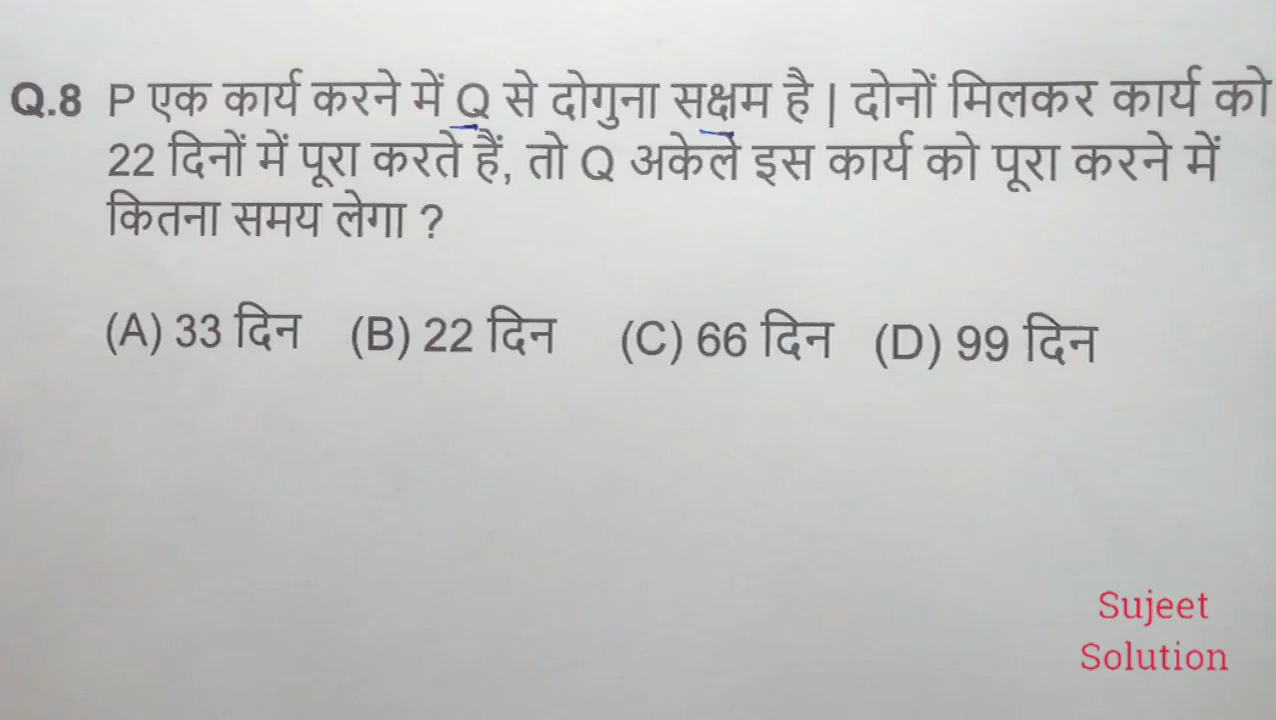 Q.8 P एक कार्य करने में Q से दोगुना सक्षम है | दोनों मिलकर कार्य को
22 दिनों में पूरा करते हैं, तो Q अकेले इस कार्य को पूरा करने में
कितना समय लेगा ?
(A) 33 दिन (B) 22 दिन (C) 66 दिन (D) 99 दिन
Sujeet
Solution